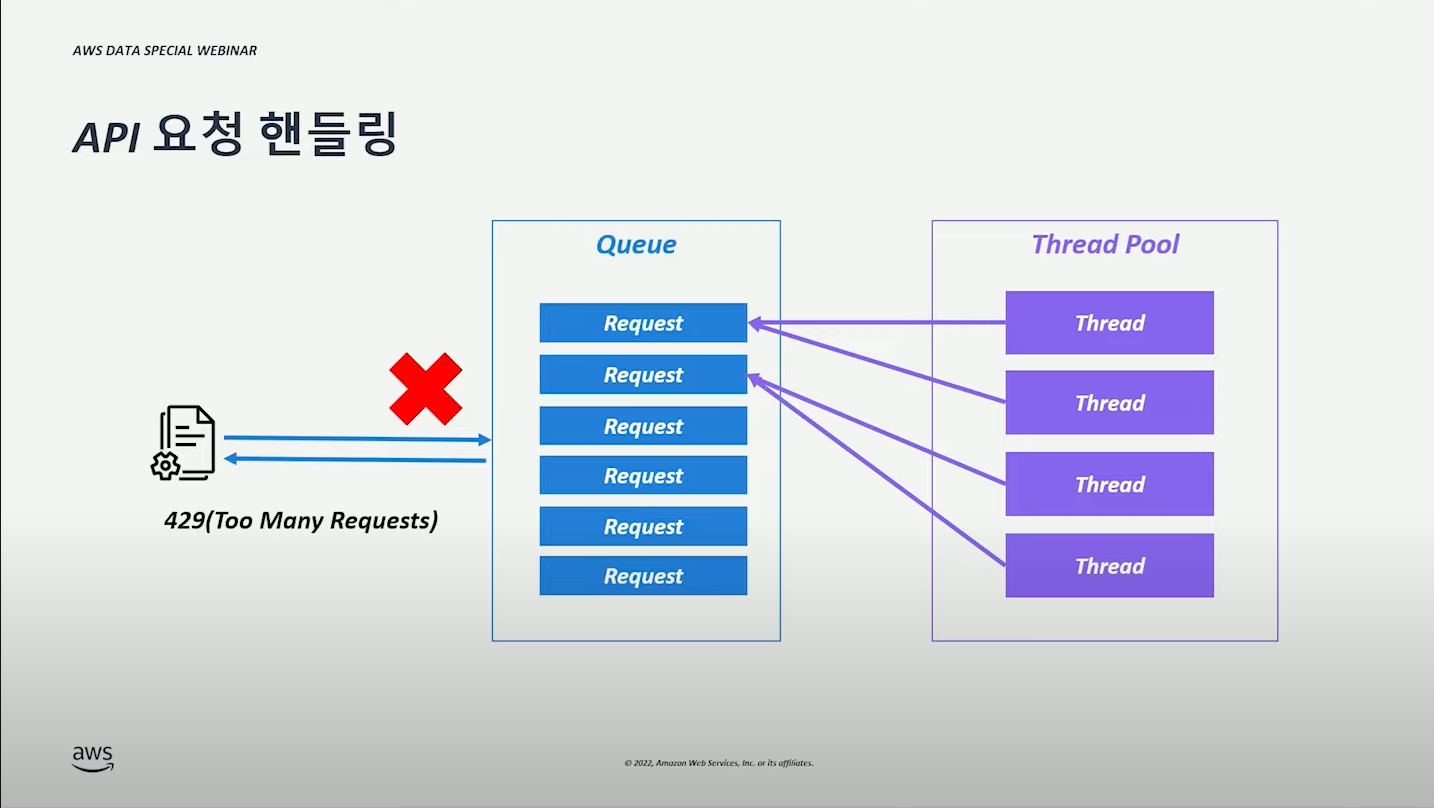 AWS DATA SPECIAL WEBINAR
API 요청 핸들링
Queue
Request
Request
Request
Request
Request
Request
Thread Pool
Thread
Thread
Thread
Thread
429(Too Many Requests)
aws
© 2022, Amazon Web Services, Inc. or its affiliates.